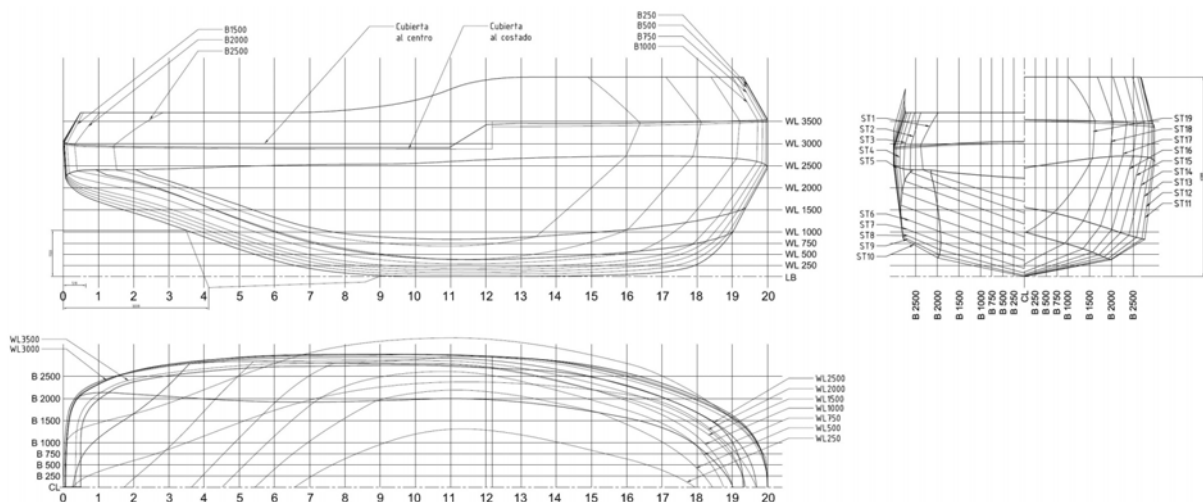 B1500
B2000
B2500
Cubierta
al centro
Cubierta
al costado
B250
B500
B750
B1000
WL 3500
WL 3000
WL 2500
WL 2000
WL 1500
WL 1000
WL 750
WL 500
WL 250
LB
0 1 2 3 4 5 6 7 8 9 10 11 12 13 14 15 16 17 18 19 20
ST1
ST2
ST3
ST4
ST5
ST6
ST7
ST8
ST9
ST10
ST19
ST18
ST17
ST16
ST15
ST14
ST13
ST12
ST11
B 2500
B 2000
B 1500
B 1000
B 750
B 500
B 250
CL
B 250
B 500
B 750
B 1000
B 1500
B 2000
B 2500
WL3500
WL3000
B 2500
B 2000
B 1500
B 1000
B 750
B 500
B 250
CL
WL2500
WL2000
WL1500
WL1000
WL750
WL500
WL250
0 1 2 3 4 5 6 7 8 9 10 11 12 13 14 15 16 17 18 19 20